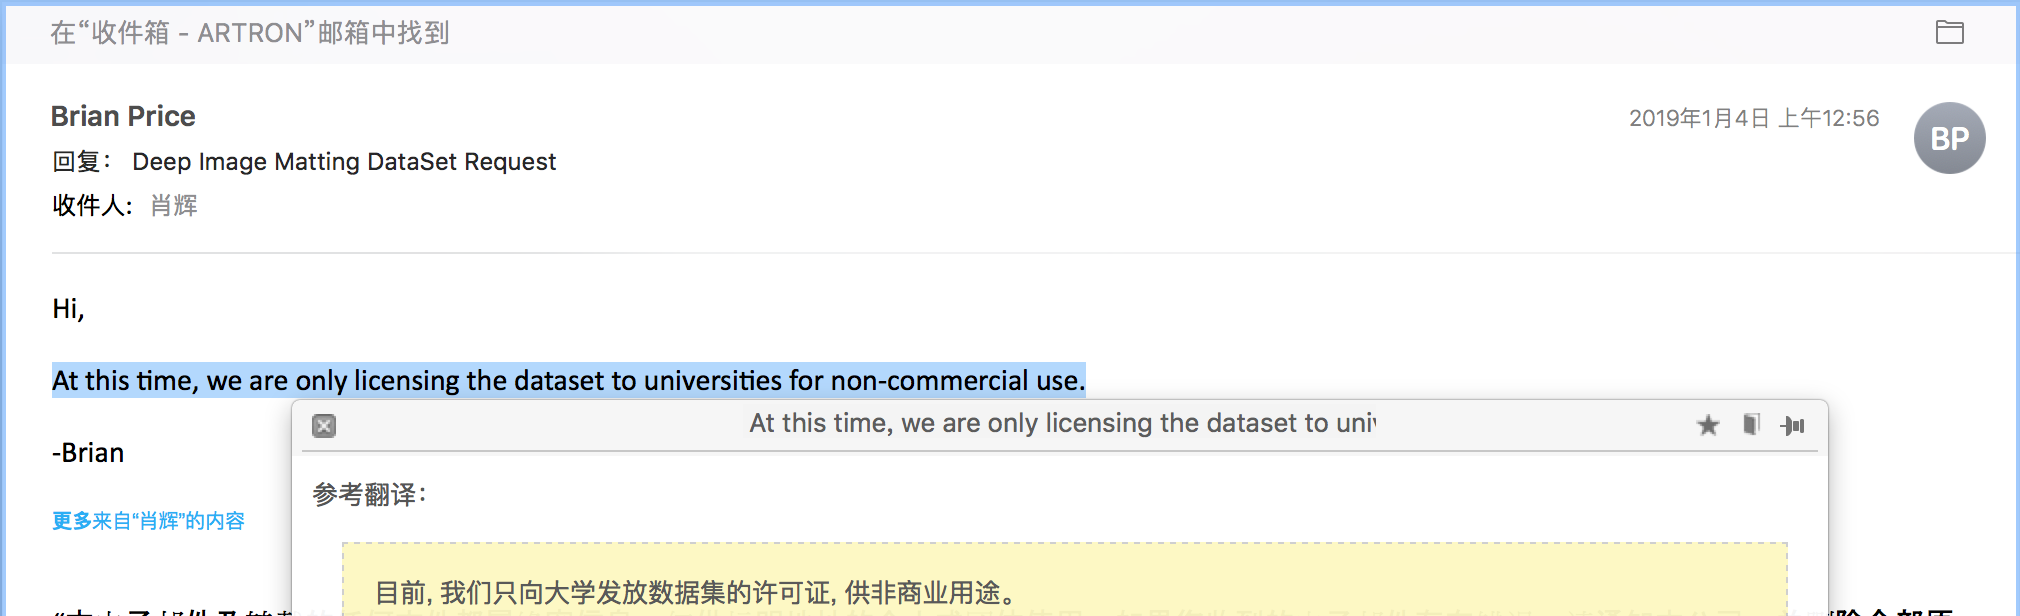 在“收件箱 - ARTRON”邮箱中找到
Brian Price
2019年1月4日 上午12:56
BP
回复： Deep Image Matting DataSet Request
收件人: 肖辉
Hi,
At this time, we are only licensing the dataset to universities for non-commercial use.
At this time, we are only licensing the dataset to uni
-Brian
参考翻译：
更多来自“肖辉”的内容
目前, 我们只向大学发放数据集的许可证, 供非商业用途。